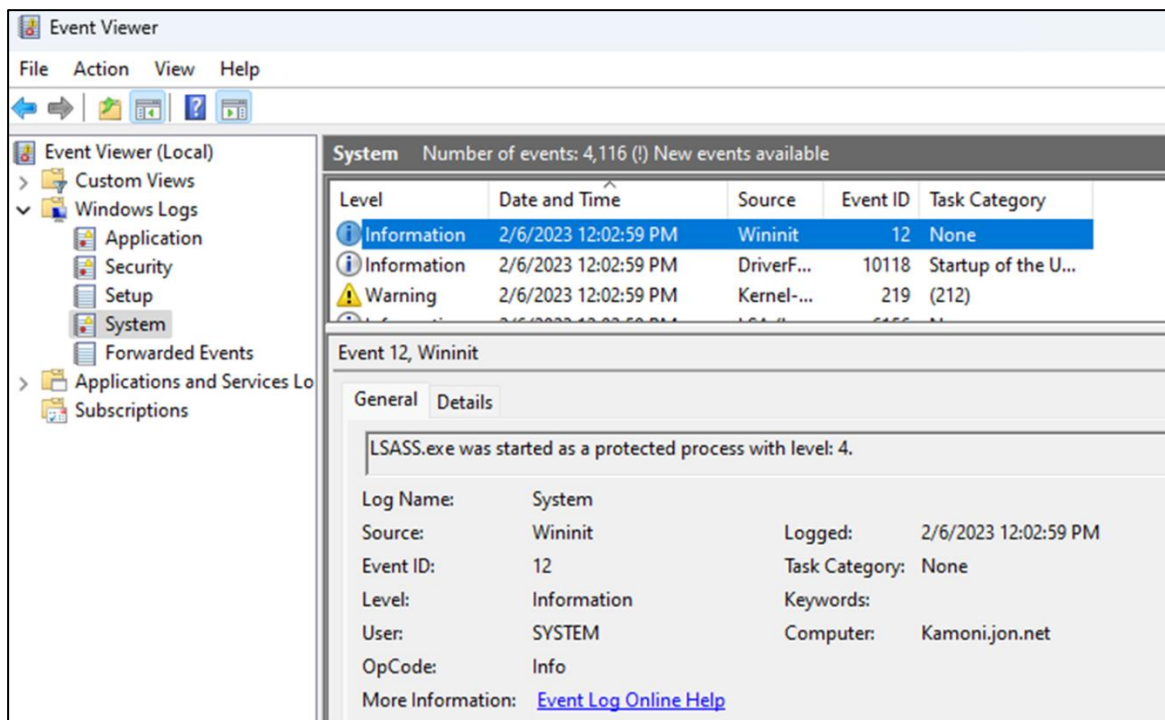 Event Viewer
File Action View Help
Event Viewer (Local)
Custom Views
Windows Logs
Application
Security
Setup
System
Forwarded Events
Applications and Services Lo
Subscriptions
System Number of events: 4,116 (!) New events available
Level Date and Time Source Event ID Task Category
Information 2/6/2023 12:02:59 PM Wininit 12 None
Information 2/6/2023 12:02:59 PM DriverF... 10118 Startup of the U...
Warning 2/6/2023 12:02:59 PM Kernel-... 219 (212)
Event 12, Wininit
General Details
LSASS.exe was started as a protected process with level: 4.
Log Name: System
Source: Wininit Logged: 2/6/2023 12:02:59 PM
Event ID: 12 Task Category: None
Level: Information Keywords:
User: SYSTEM Computer: Kamoni.jon.net
OpCode: Info
More Information: Event Log Online Help